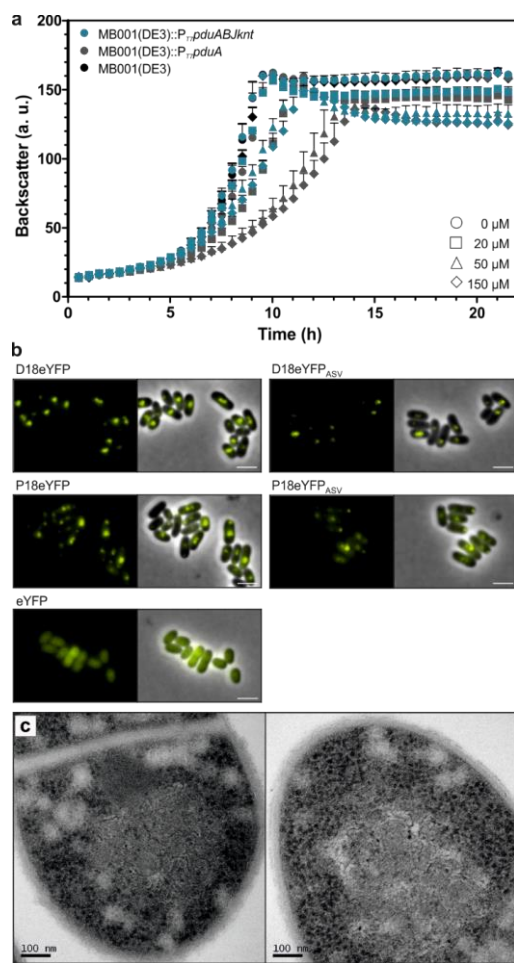 a
MB001(DE3)::P_T7pduABJknt
MB001(DE3)::P_T7pduA
MB001(DE3)
200
150
100
50
0
Backscatter (a. u.)
0 μM
20 μM
50 μM
150 μM
0 5 10 15 20
Time (h)
b
D18eYFP D18eYFP_ASV
P18eYFP P18eYFP_ASV
eYFP
c
100 nm 100 nm